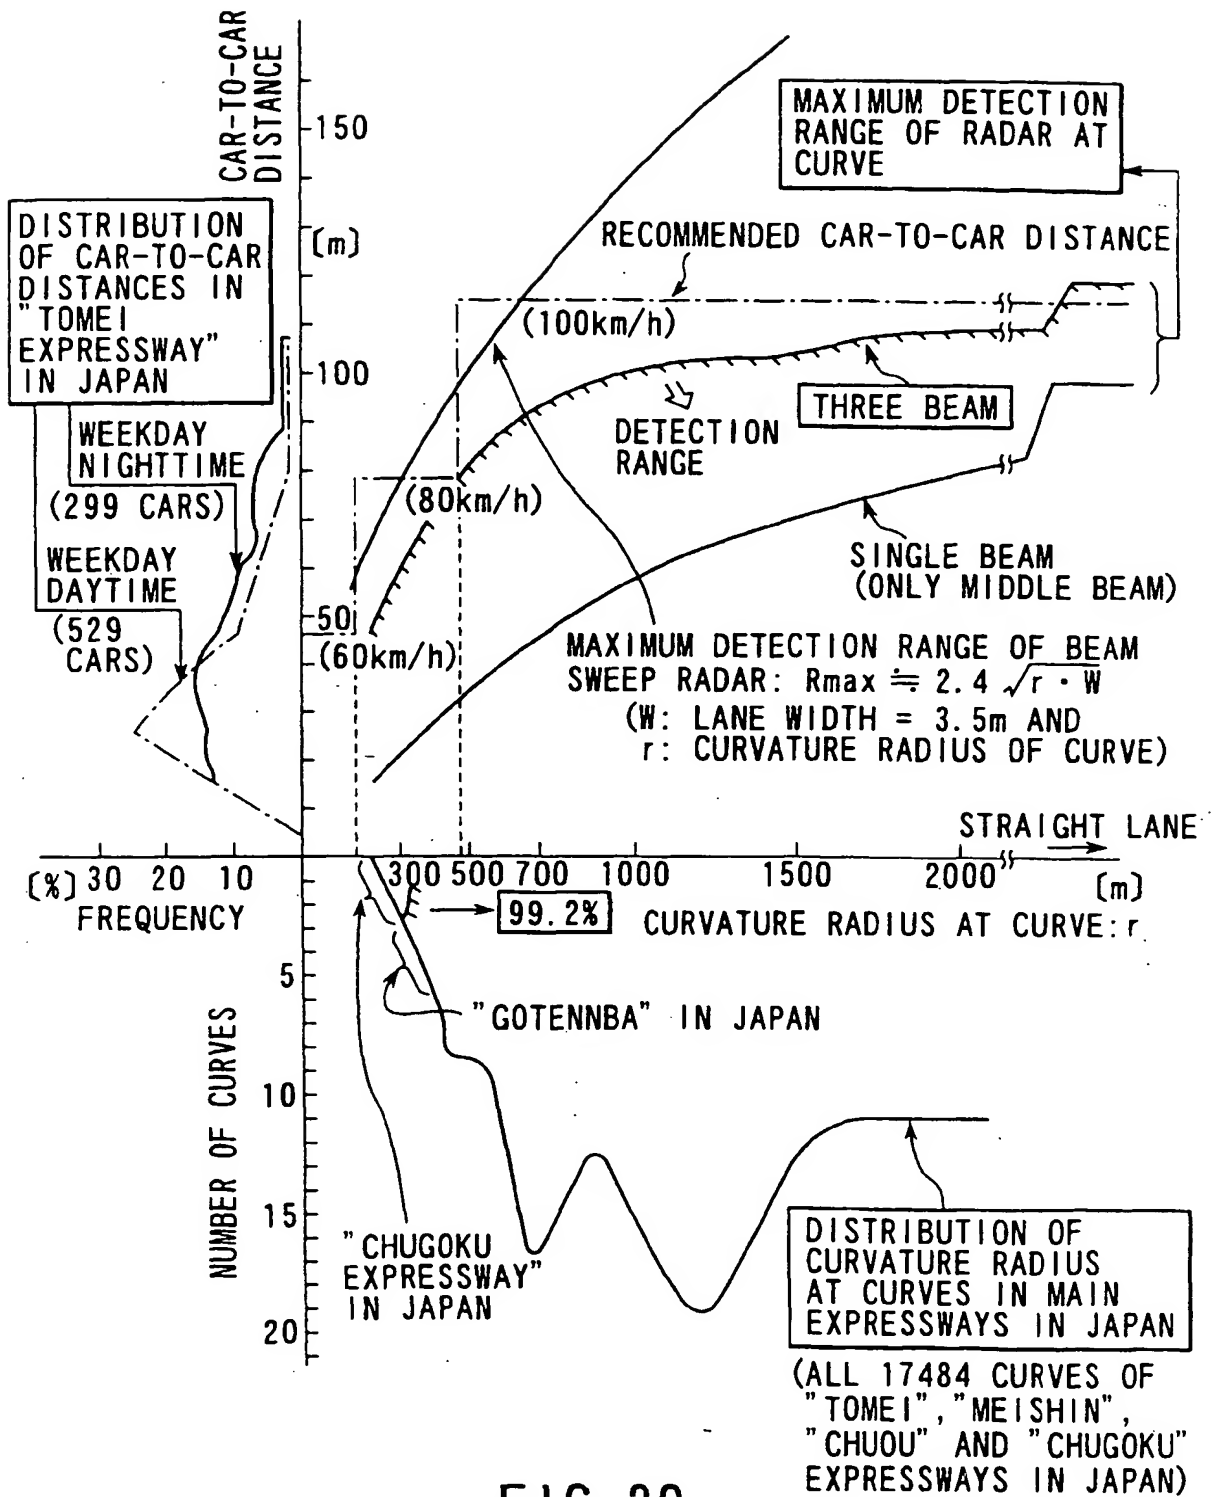 CAR-TO-CAR
DISTANCE
150
[m]
100
50
MAXIMUM DETECTION
RANGE OF RADAR AT
CURVE
DISTRIBUTION
OF CAR-TO-CAR
DISTANCES IN
"TOMEI
EXPRESSWAY"
IN JAPAN
RECOMMENDED CAR-TO-CAR DISTANCE
(100km/h)
THREE BEAM
DETECTION
RANGE
WEEKDAY
NIGHTTIME
(299 CARS)
(80km/h)
WEEKDAY
DAYTIME
(529
CARS)
SINGLE BEAM
(ONLY MIDDLE BEAM)
(60km/h)
MAXIMUM DETECTION RANGE OF BEAM
SWEEP RADAR: Rmax ≒ 2.4 √r・W
(W: LANE WIDTH = 3.5m AND
r: CURVATURE RADIUS OF CURVE)
STRAIGHT LANE
[%] 30 20 10
300 500 700 1000 1500 2000 [m]
FREQUENCY
99.2%
CURVATURE RADIUS AT CURVE: r
5
10
15
20
NUMBER OF CURVES
"GOTENNBA" IN JAPAN
"CHUGOKU
EXPRESSWAY"
IN JAPAN
DISTRIBUTION OF
CURVATURE RADIUS
AT CURVES IN MAIN
EXPRESSWAYS IN JAPAN
(ALL 17484 CURVES OF
"TOMEI", "MEISHIN",
"CHUOU" AND "CHUGOKU"
EXPRESSWAYS IN JAPAN)